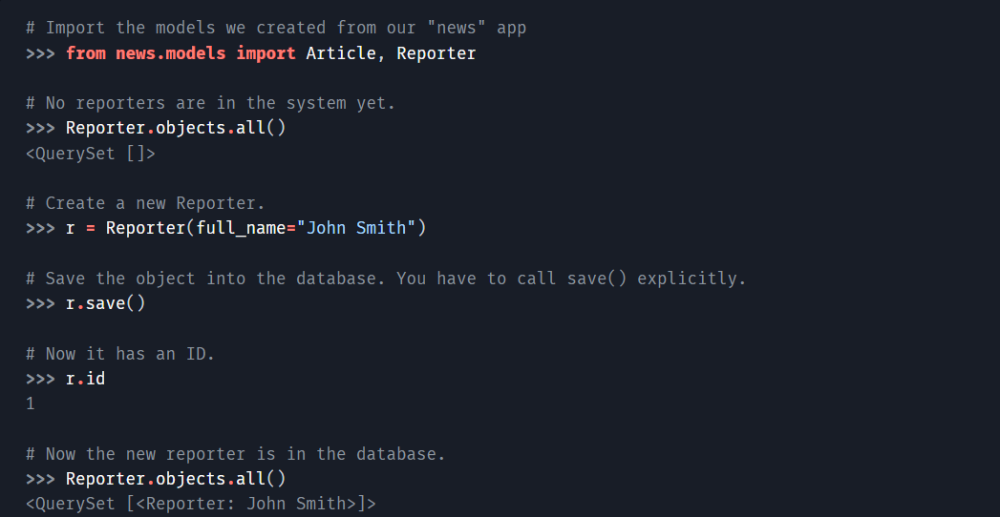 # Import the models we created from our "news" app
>>> from news.models import Article, Reporter
# No reporters are in the system yet.
>>> Reporter.objects.all()
<QuerySet []>
# Create a new Reporter.
>>> r = Reporter(full_name="John Smith")
# Save the object into the database. You have to call save() explicitly.
>>> r.save()
# Now it has an ID.
>>> r.id
1
# Now the new reporter is in the database.
>>> Reporter.objects.all()
<QuerySet [<Reporter: John Smith>]>